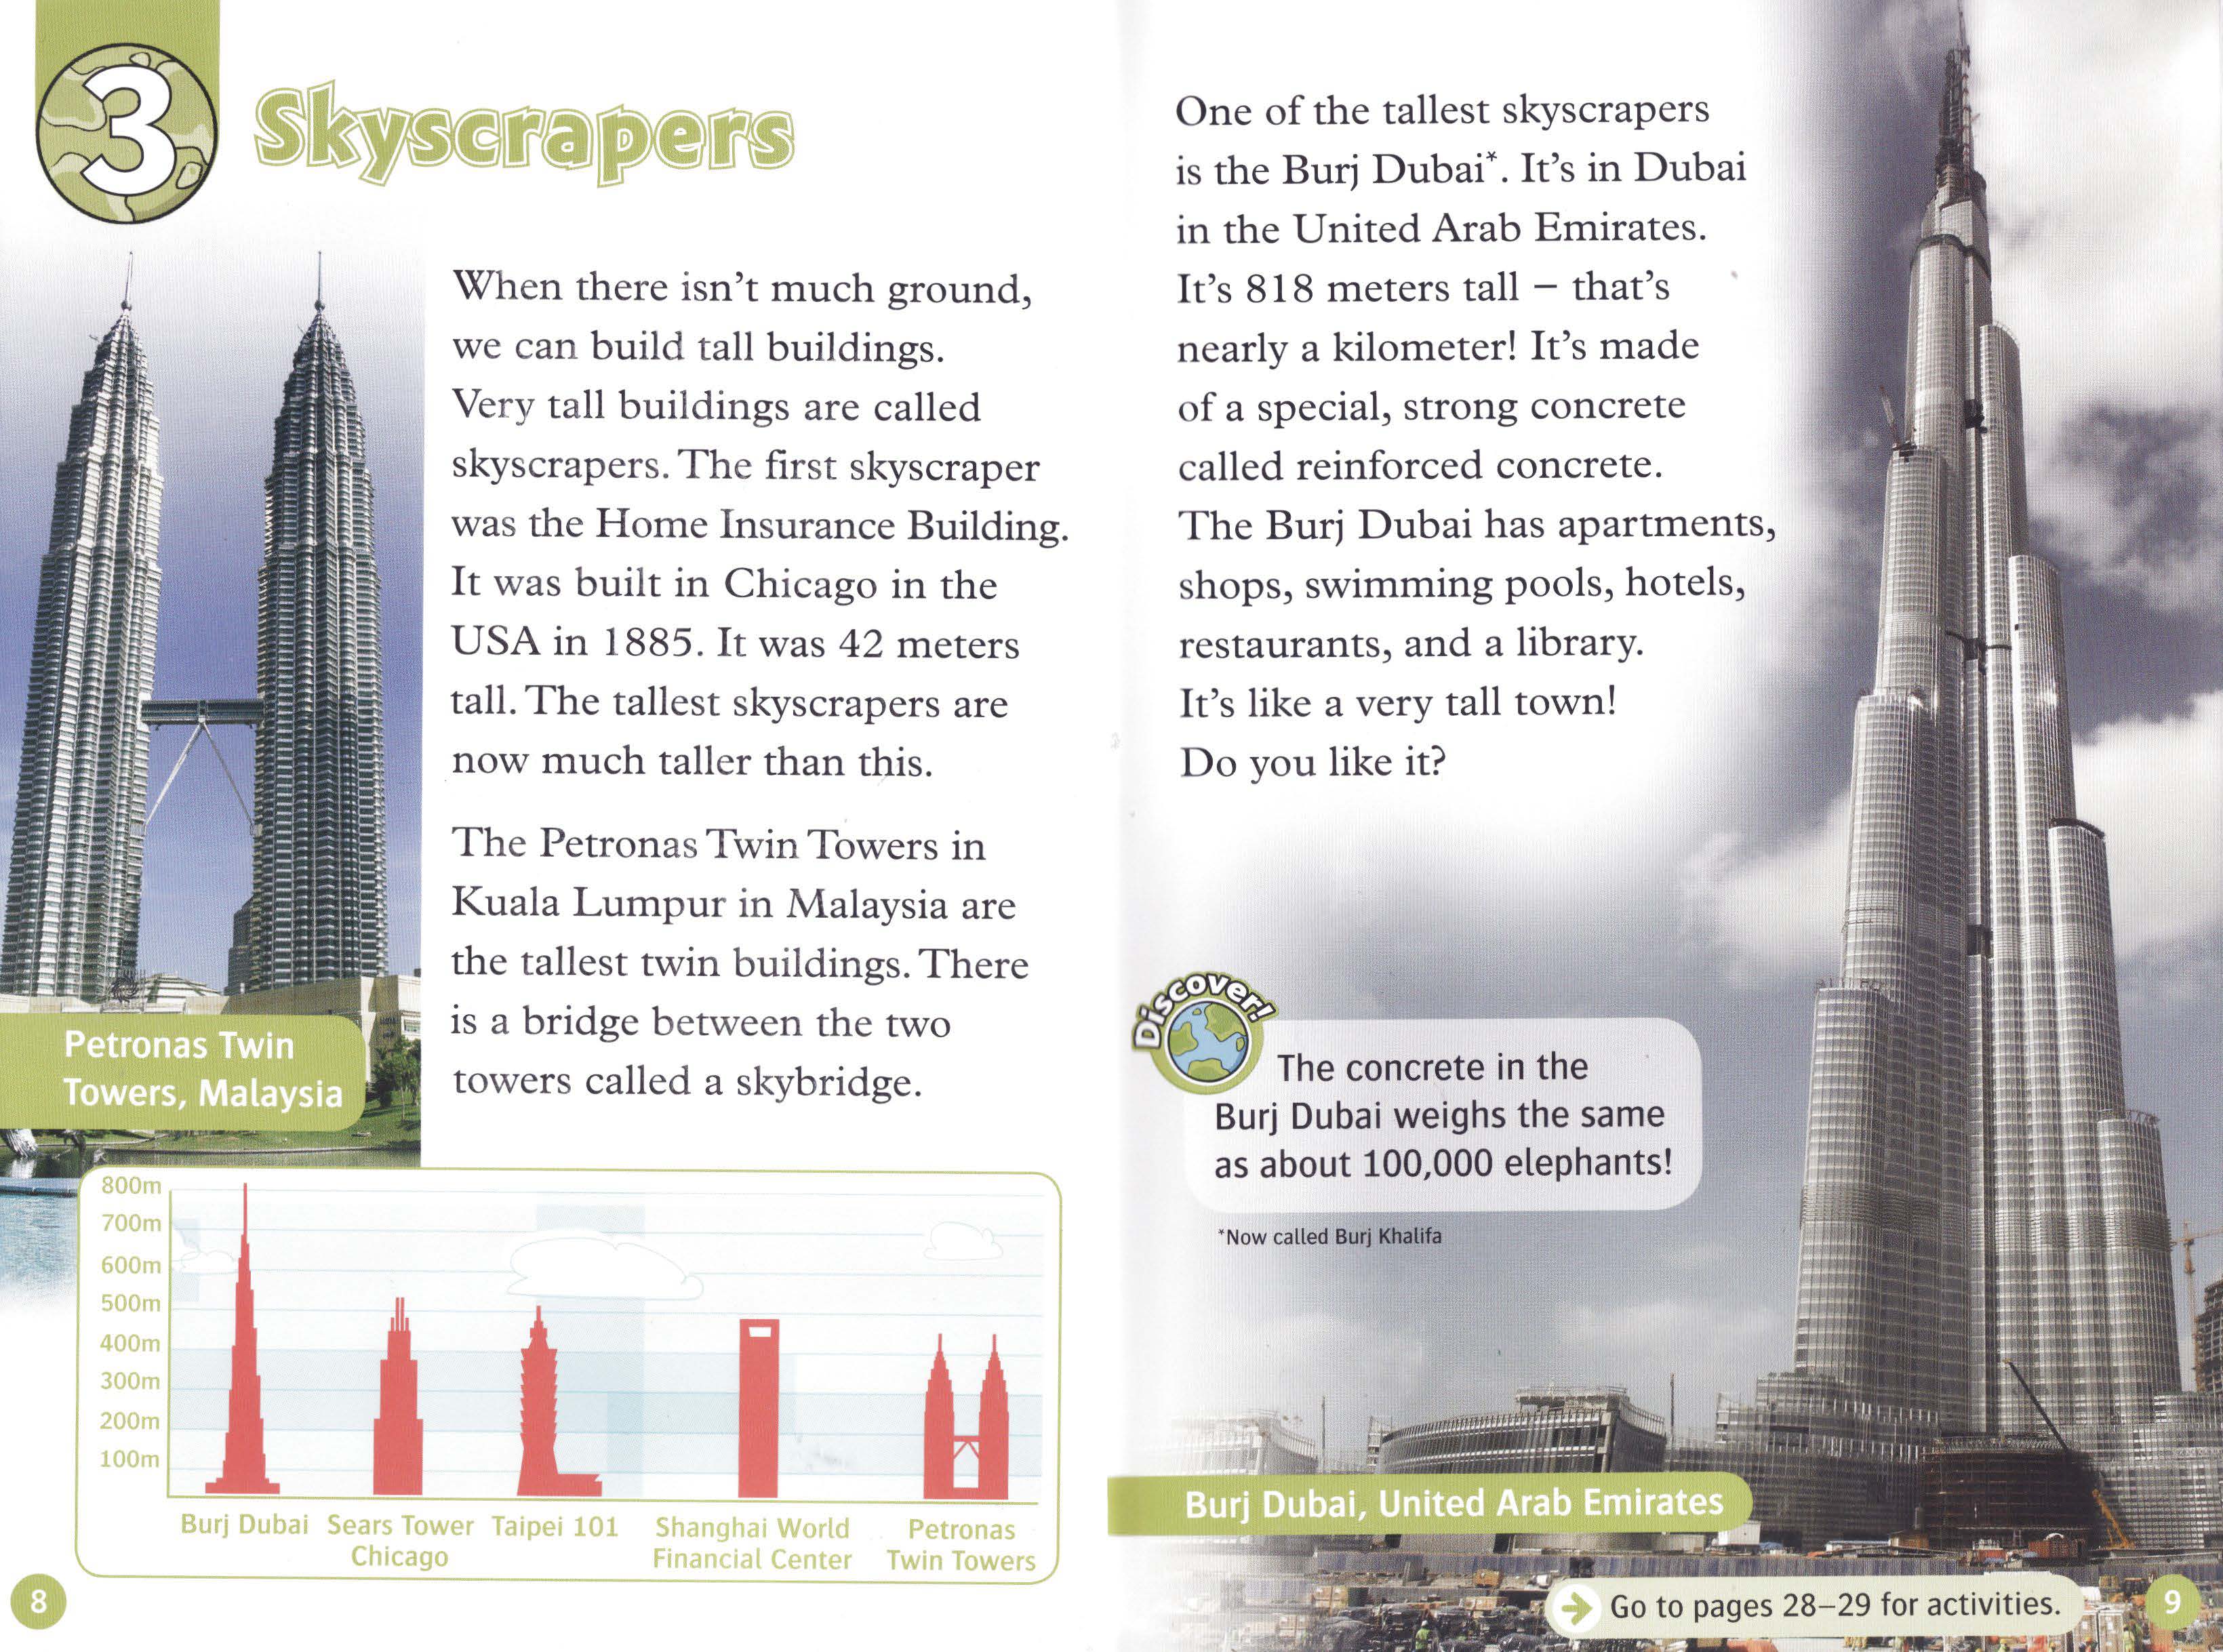 3
Skyscrapers
When there isn't much ground,
we can build tall buildings.
Very tall buildings are called
skyscrapers. The first skyscraper
was the Home Insurance Building.
It was built in Chicago in the
USA in 1885. It was 42 meters
tall. The tallest skyscrapers are
now much taller than this.
The Petronas Twin Towers in
Kuala Lumpur in Malaysia are
the tallest twin buildings. There
is a bridge between the two
towers called a skybridge.
Petronas Twin
Towers, Malaysia
800m
700m
600m
500m
400m
300m
200m
100m
Burj Dubai
Sears Tower
Chicago
Taipei 101
Shanghai World
Financial Center
Petronas
Twin Towers
8
One of the tallest skyscrapers
is the Burj Dubai*. It's in Dubai
in the United Arab Emirates.
It's 818 meters tall – that's
nearly a kilometer! It's made
of a special, strong concrete
called reinforced concrete.
The Burj Dubai has apartments,
shops, swimming pools, hotels,
restaurants, and a library.
It's like a very tall town!
Do you like it?
Discover!
The concrete in the
Burj Dubai weighs the same
as about 100,000 elephants!
*Now called Burj Khalifa
Burj Dubai, United Arab Emirates
Go to pages 28–29 for activities.
9